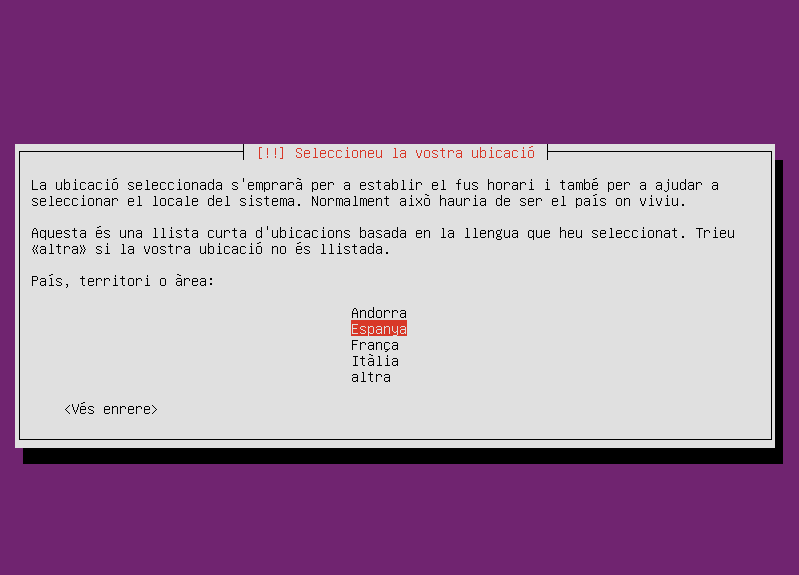 [!!] Seleccioneu la vostra ubicació
La ubicació seleccionada s'emprarà per a establir el fus horari i també per a ajudar a
seleccionar el locale del sistema. Normalment això hauria de ser el país on viviu.
Aquesta és una llista curta d'ubicacions basada en la llengua que heu seleccionat. Trieu
«altra» si la vostra ubicació no és llistada.
País, territori o àrea:
Andorra
Espanya
França
Itàlia
altra
<Vés enrere>